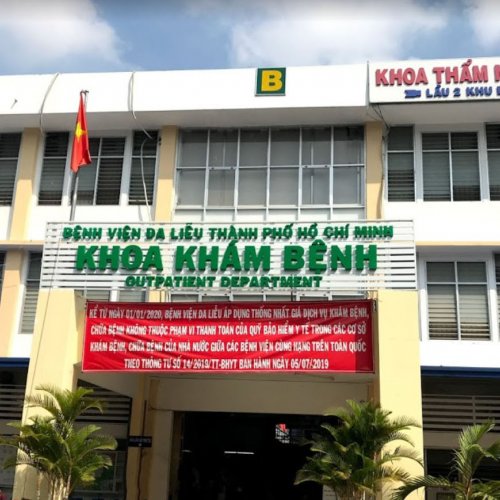 B
KHOA THẨM
LẦU 2 KHU
BỆNH VIỆN DA LIỄU THÀNH PHỐ HỒ CHÍ MINH
KHOA KHÁM BỆNH
OUTPATIENT DEPARTMENT
KỂ TỪ NGÀY 01/01/2020, BỆNH VIỆN DA LIỄU ÁP DỤNG THỐNG NHẤT GIÁ DỊCH VỤ KHÁM BỆNH,
CHỮA BỆNH KHÔNG THUỘC PHẠM VI THANH TOÁN CỦA QUỸ BẢO HIỂM Y TẾ TRONG CÁC CƠ SỞ
KHÁM BỆNH, CHỮA BỆNH CỦA NHÀ NƯỚC GIỮA CÁC BỆNH VIỆN CÙNG HẠNG TRÊN TOÀN QUỐC
THEO THÔNG TƯ SỐ 14/2019/TT-BHYT BAN HÀNH NGÀY 05/07/2019